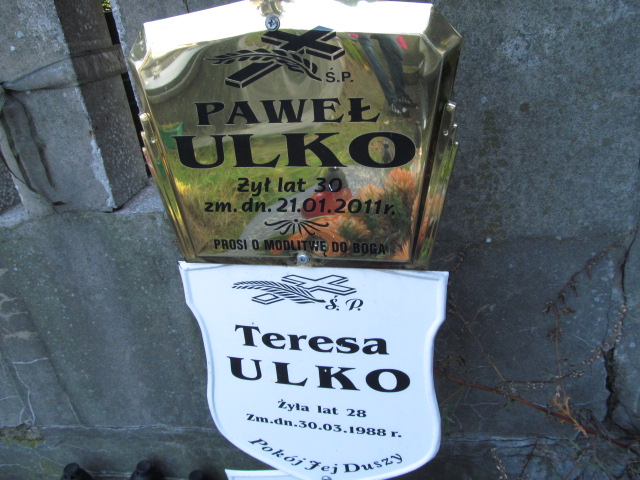 Ś.P.
PAWEŁ
ULKO
Żył lat 30
zm. dn. 21.01.2011 r.
PROSI O MODLITWĘ DO BOGA
Ś. P.
Teresa
ULKO
Żyła lat 28
Zm.dn.30.03.1988 r.
Pokój Jej Duszy